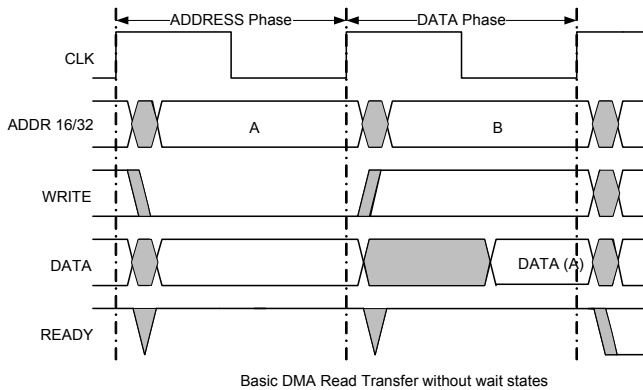 ADDRESS Phase DATA Phase
CLK
ADDR 16/32 A B
WRITE
DATA DATA (A)
READY
Basic DMA Read Transfer without wait states